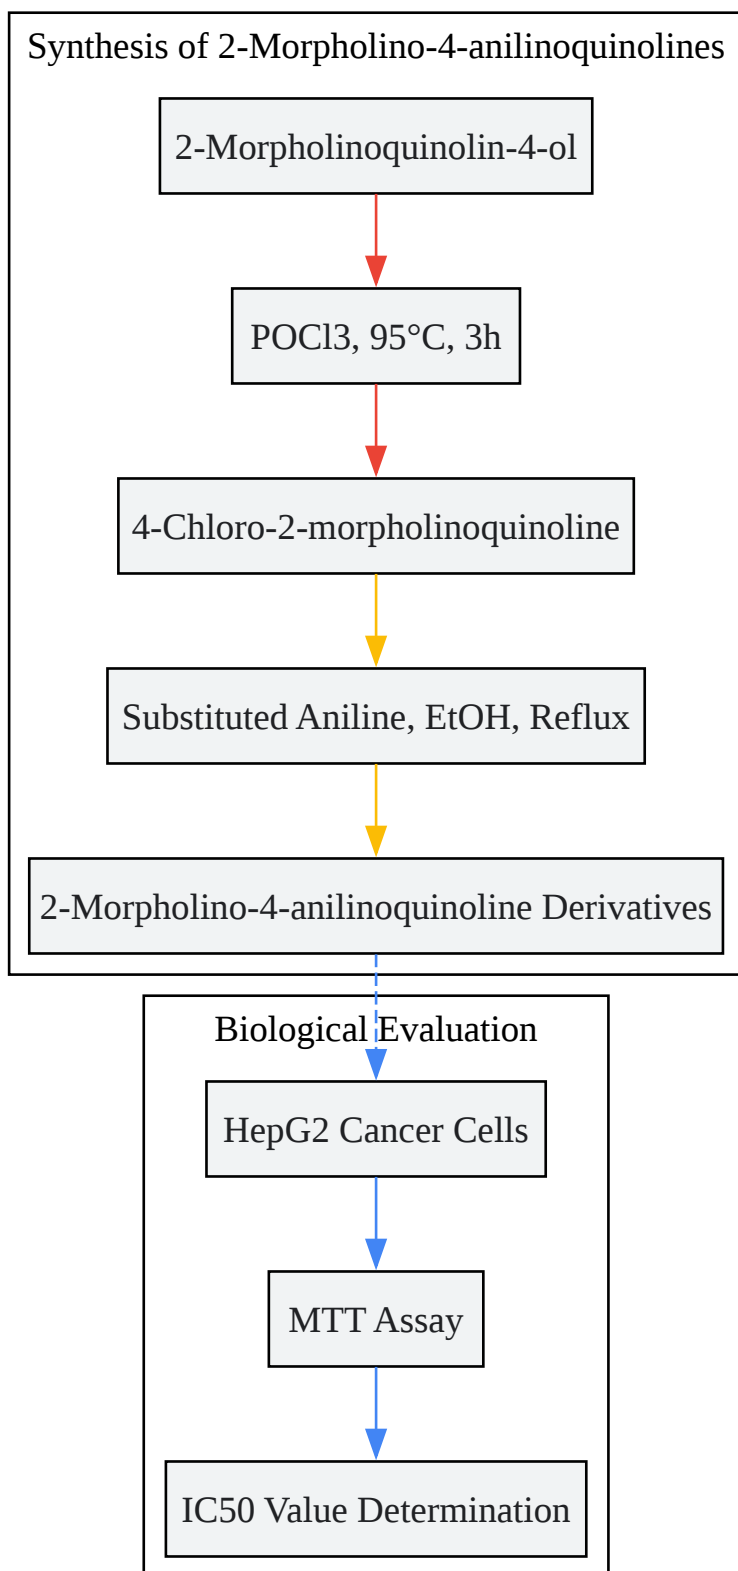 Synthesis of 2-Morpholino-4-anilinoquinolines
2-Morpholinoquinolin-4-ol
POCl3, 95°C, 3h
4-Chloro-2-morpholinoquinoline
Substituted Aniline, EtOH, Reflux
2-Morpholino-4-anilinoquinoline Derivatives
Biological Evaluation
HepG2 Cancer Cells
MTT Assay
IC50 Value Determination